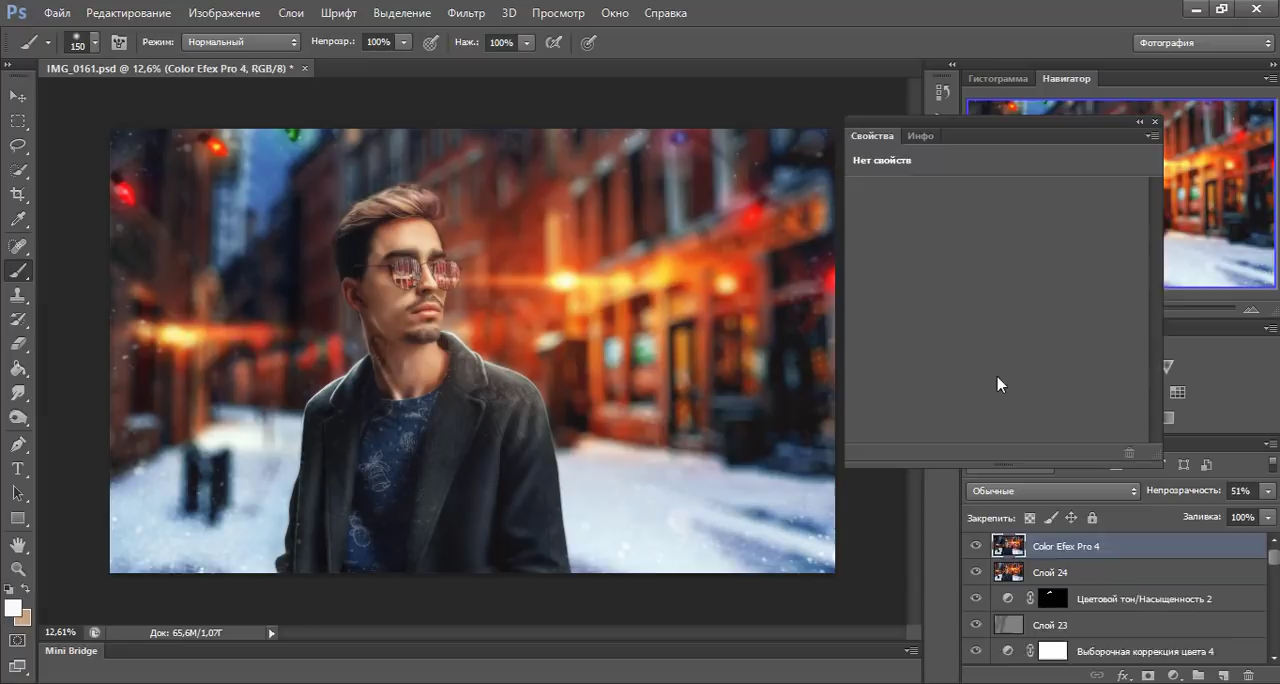 Ps Файл Редактирование Изображение Слои Шрифт Выделение Фильтр 3D Просмотр Окно Справка
150 Режим: Нормальный Непрозр.: 100% Наж.: 100% Фотография
IMG_0161.psd @ 12,6% (Color Efex Pro 4, RGB/8) * ×
Гистограмма Навигатор
Свойства Инфо
Нет свойств
Обычные Непрозрачность: 51%
Закрепить: Заливка: 100%
Color Efex Pro 4
Слой 24
Цветовой тон/Насыщенность 2
Слой 23
Выборочная коррекция цвета 4
12,61% Док: 65,6M/1,07Г
Mini Bridge